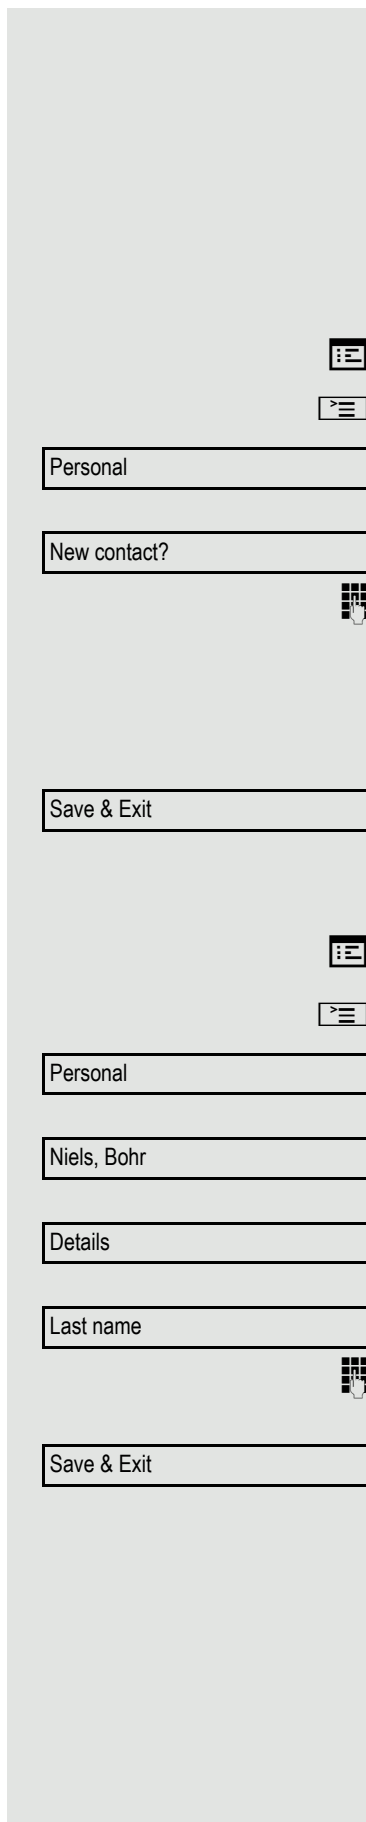 Personal
New contact?
Save & Exit
Personal
Niels, Bohr
Details
Last name
Save & Exit